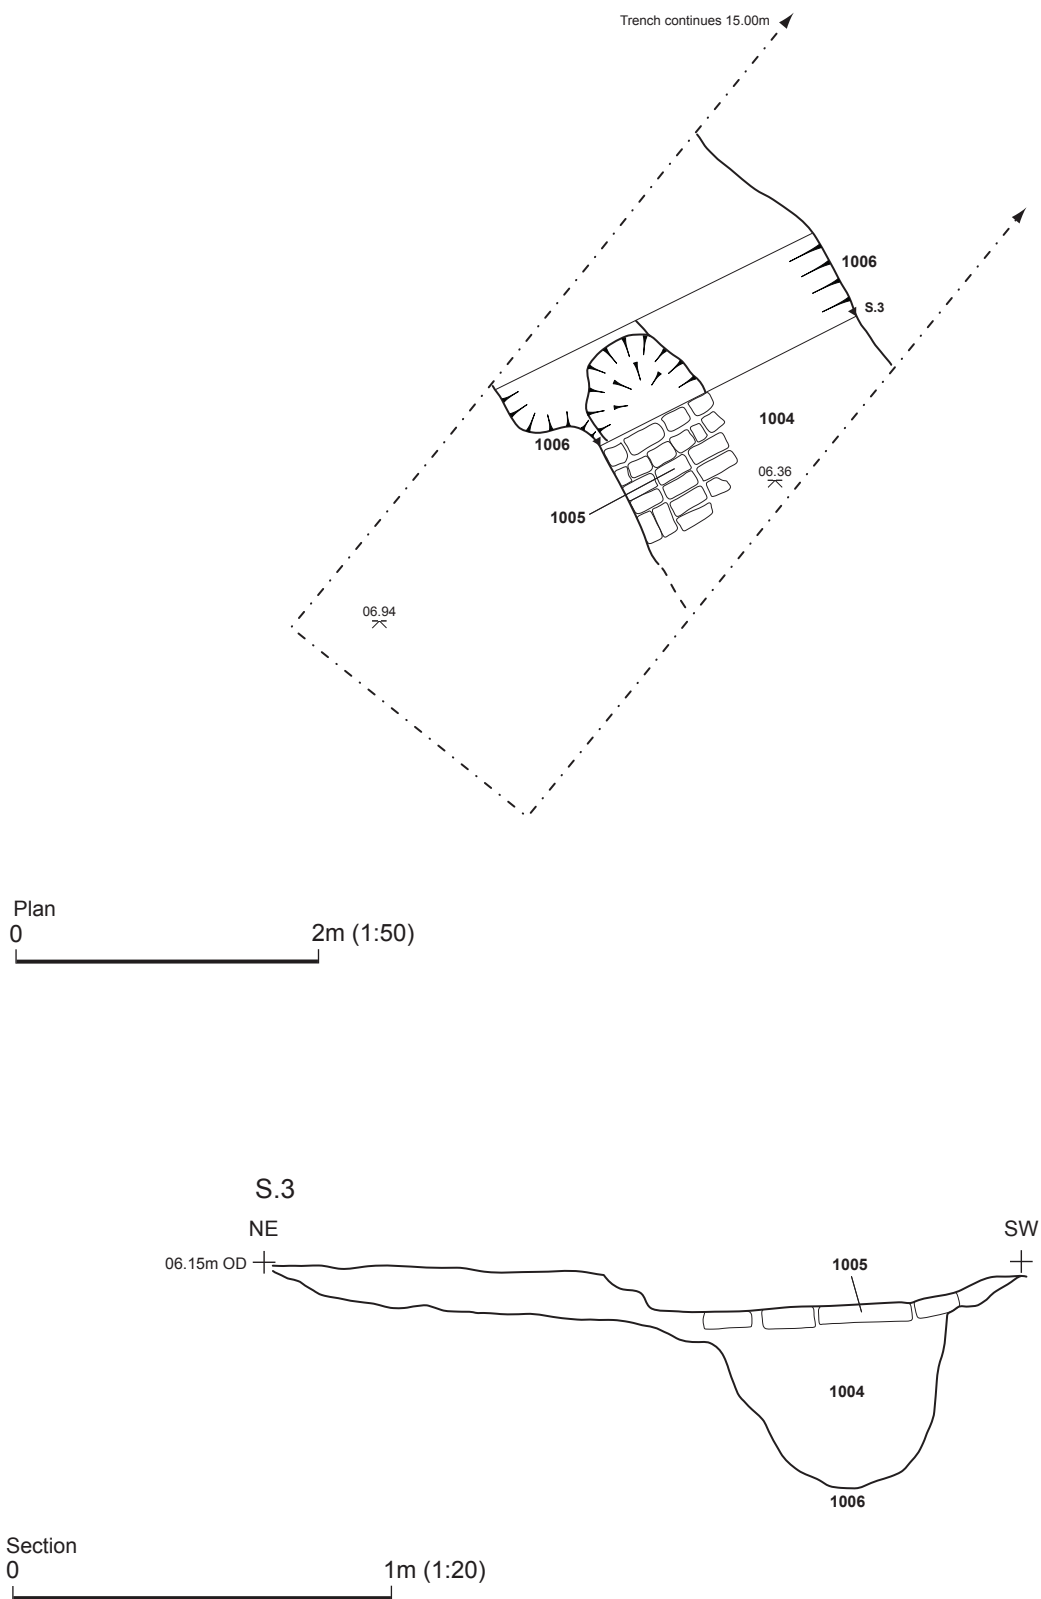 Trench continues 15.00m
1006
S.3
1004
1006
06.36
1005
06.94
Plan
0 2m (1:50)
S.3
NE SW
06.15m OD
1005
1004
1006
Section
0 1m (1:20)